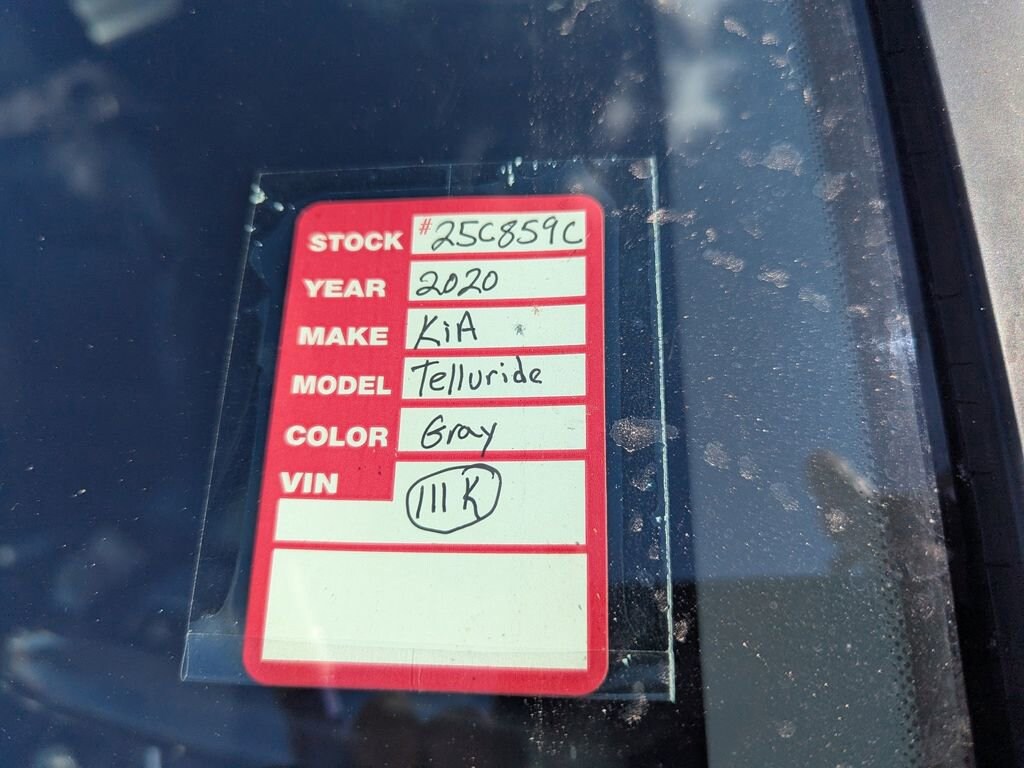 STOCK #25C859C
YEAR 2020
MAKE KiA
MODEL Telluride
COLOR Gray
VIN 111K